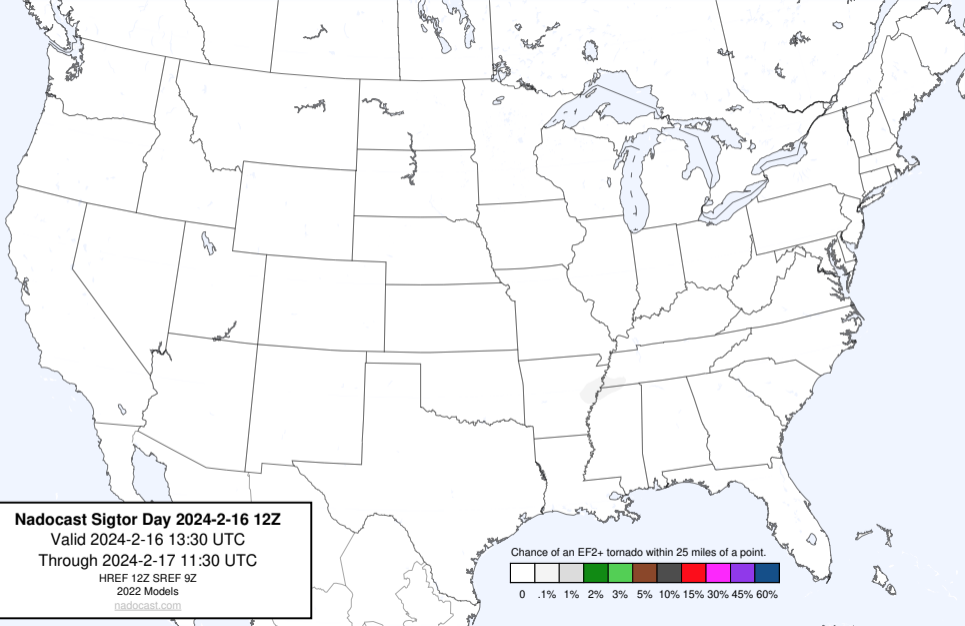 Nadocast Sigtor Day 2024-2-16 12Z
Valid 2024-2-16 13:30 UTC
Through 2024-2-17 11:30 UTC
HREF 12Z SREF 9Z
2022 Models
nadocast.com
Chance of an EF2+ tornado within 25 miles of a point.
0 .1% 1% 2% 3% 5% 10% 15% 30% 45% 60%